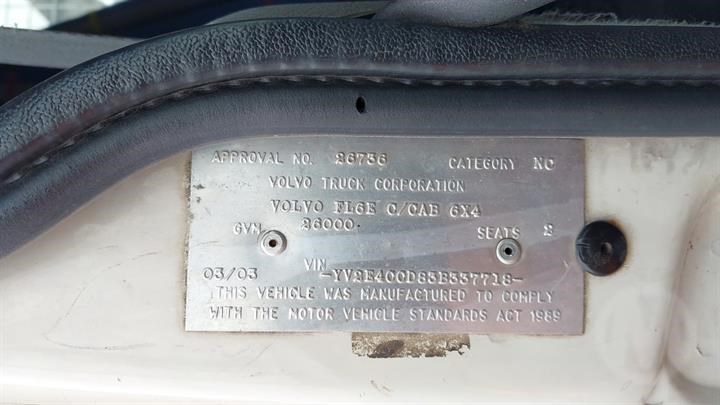 APPROVAL NO. 26736 CATEGORY NC
VOLVO TRUCK CORPORATION
VOLVO FL6E C/CAB 6X4
GVM 26000 SEATS 2
03/03 VIN -YV2E4CCD83B337718-
THIS VEHICLE WAS MANUFACTURED TO COMPLY
WITH THE MOTOR VEHICLE STANDARDS ACT 1989